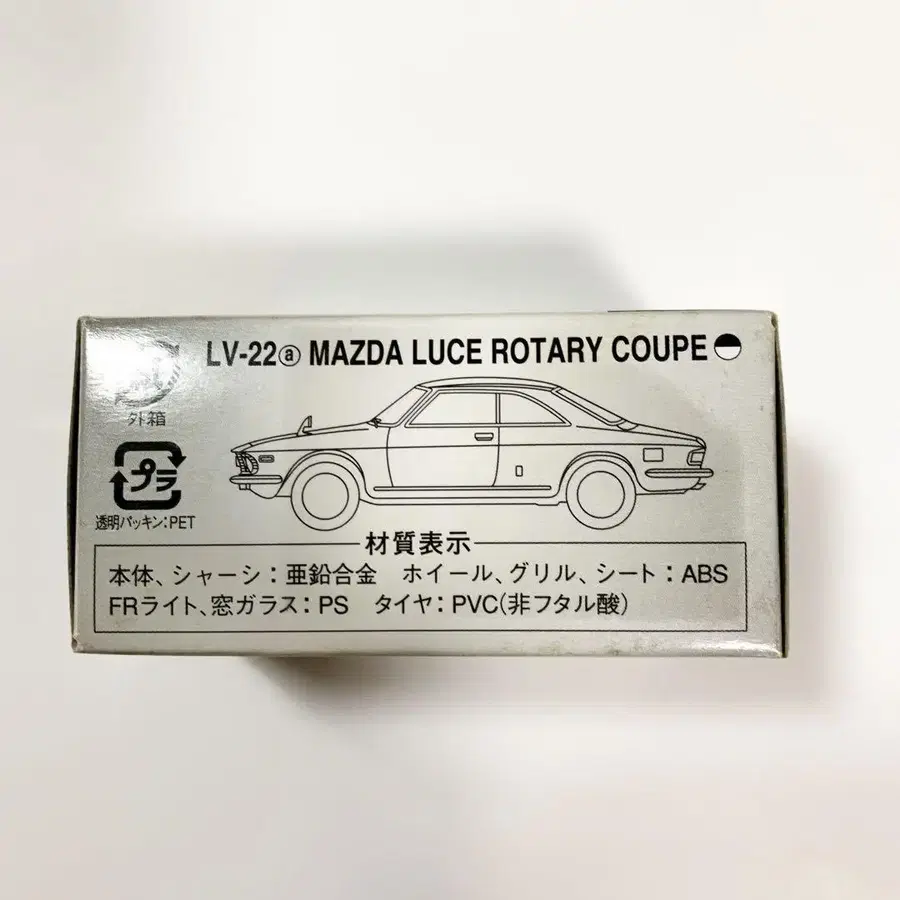 LV-22ⓐ MAZDA LUCE ROTARY COUPE
外箱
プラ
透明パッキン:PET
材質表示
本体、シャーシ:亜鉛合金 ホイール、グリル、シート:ABS
FRライト、窓ガラス:PS タイヤ:PVC(非フタル酸)